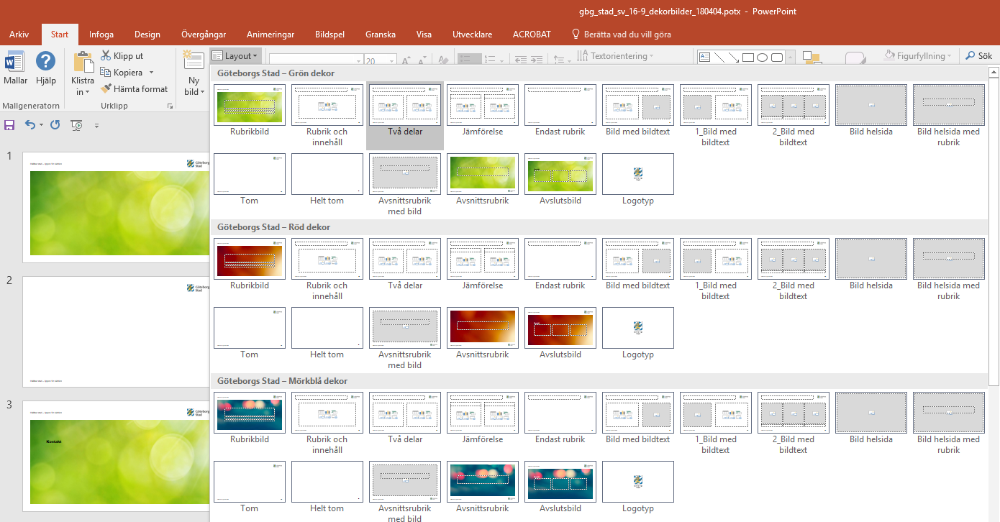 gbg_stad_sv_16-9_dekorbilder_180404.potx - PowerPoint
Arkiv Start Infoga Design Övergångar Animeringar Bildspel Granska Visa Utvecklare ACROBAT Berätta vad du vill göra
Mallar
Hjälp
Mallgeneratorn
Klistra
in
Klipp ut
Kopiera
Hämta format
Urklipp
Ny
bild
Layout
20
Textorientering
Figurfyllning
Sök
1
Göteborgs
Stad
2
Göteborgs
Stad
3
Göteborgs
Stad
Kontakt
Göteborgs Stad – Grön dekor
Rubrikbild
Rubrik och
innehåll
Två delar
Jämförelse
Endast rubrik
Bild med bildtext
1_Bild med
bildtext
2_Bild med
bildtext
Bild helsida
Bild helsida med
rubrik
Tom
Helt tom
Avsnittsrubrik
med bild
Avsnittsrubrik
Avslutsbild
Logotyp
Göteborgs Stad – Röd dekor
Rubrikbild
Rubrik och
innehåll
Två delar
Jämförelse
Endast rubrik
Bild med bildtext
1_Bild med
bildtext
2_Bild med
bildtext
Bild helsida
Bild helsida med
rubrik
Tom
Helt tom
Avsnittsrubrik
med bild
Avsnittsrubrik
Avslutsbild
Logotyp
Göteborgs Stad – Mörkblå dekor
Rubrikbild
Rubrik och
innehåll
Två delar
Jämförelse
Endast rubrik
Bild med bildtext
1_Bild med
bildtext
2_Bild med
bildtext
Bild helsida
Bild helsida med
rubrik
Tom
Helt tom
Avsnittsrubrik
med bild
Avsnittsrubrik
Avslutsbild
Logotyp